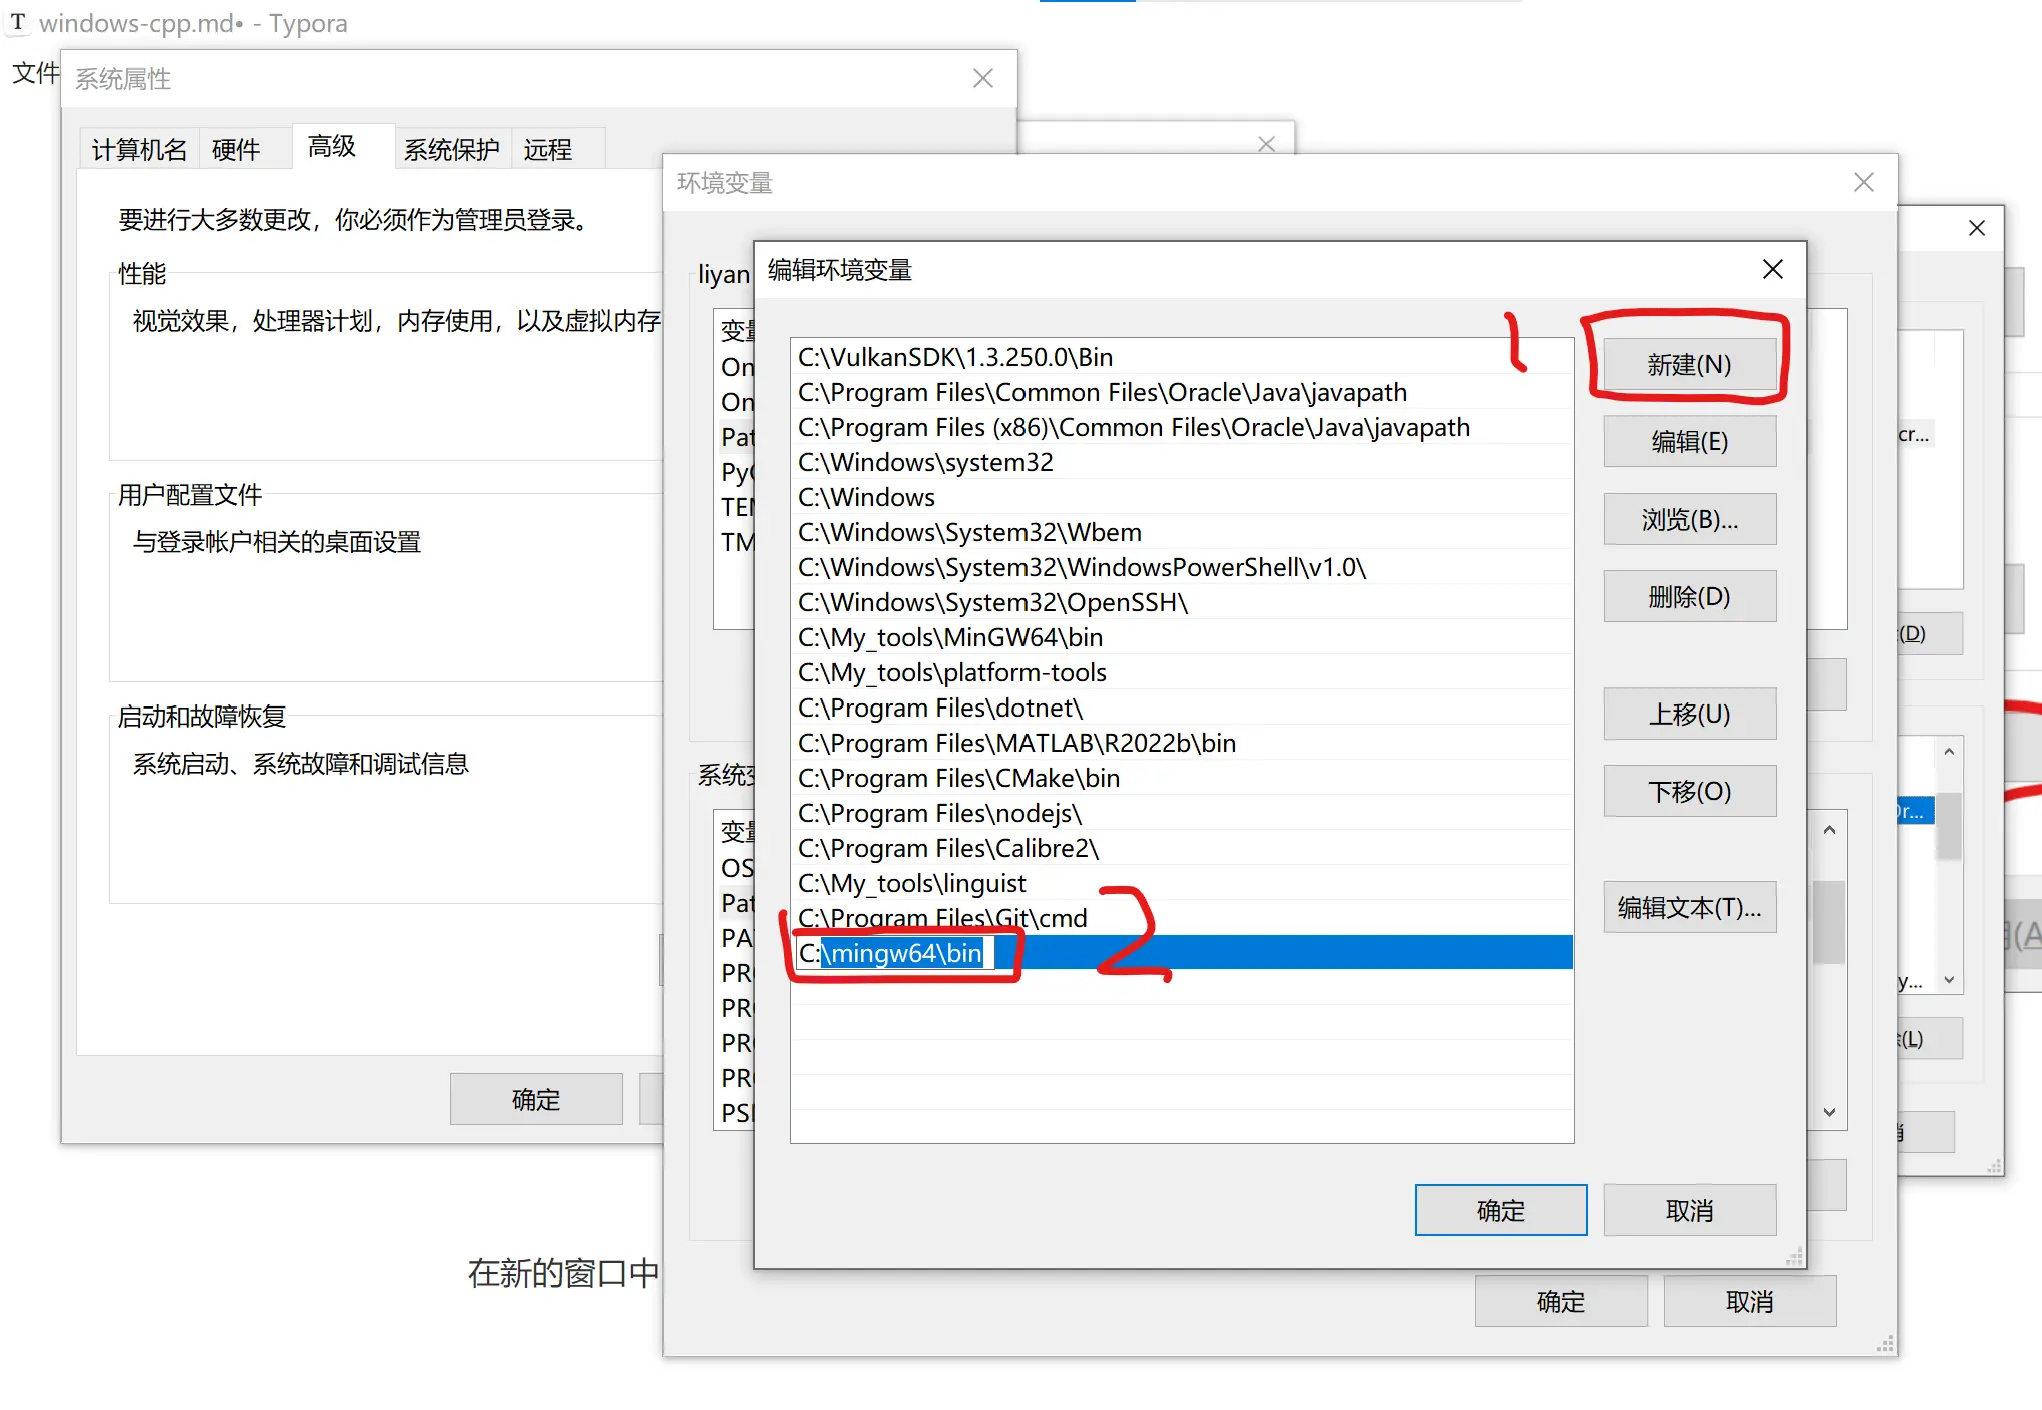 T windows-cpp.md• - Typora
文件
系统属性
计算机名 硬件 高级 系统保护 远程
要进行大多数更改，你必须作为管理员登录。
性能
视觉效果，处理器计划，内存使用，以及虚拟内存
用户配置文件
与登录帐户相关的桌面设置
启动和故障恢复
系统启动、系统故障和调试信息
确定
在新的窗口中
环境变量
liyan
变量
On
On
Pat
PyC
TEM
TM
系统变
变量
OS
Pat
PA
PR
PR
PR
PR
PSI
确定 取消
编辑环境变量
C:\VulkanSDK\1.3.250.0\Bin
C:\Program Files\Common Files\Oracle\Java\javapath
C:\Program Files (x86)\Common Files\Oracle\Java\javapath
C:\Windows\system32
C:\Windows
C:\Windows\System32\Wbem
C:\Windows\System32\WindowsPowerShell\v1.0\
C:\Windows\System32\OpenSSH\
C:\My_tools\MinGW64\bin
C:\My_tools\platform-tools
C:\Program Files\dotnet\
C:\Program Files\MATLAB\R2022b\bin
C:\Program Files\CMake\bin
C:\Program Files\nodejs\
C:\Program Files\Calibre2\
C:\My_tools\linguist
C:\Program Files\Git\cmd
C:\mingw64\bin
1
2
新建(N)
编辑(E)
浏览(B)...
删除(D)
上移(U)
下移(O)
编辑文本(T)...
确定 取消
cr...
(D)
r...
y...
(L)
(A